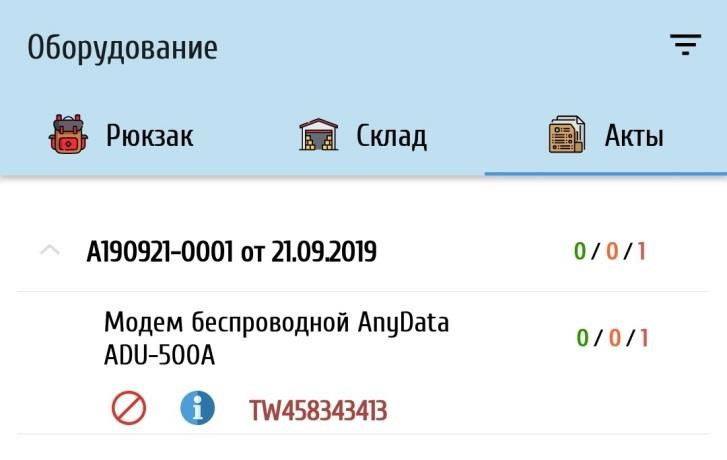 Оборудование
Рюкзак Склад Акты
А190921-0001 от 21.09.2019 0 / 0 / 1
Модем беспроводной AnyData 0 / 0 / 1
ADU-500A
TW458343413